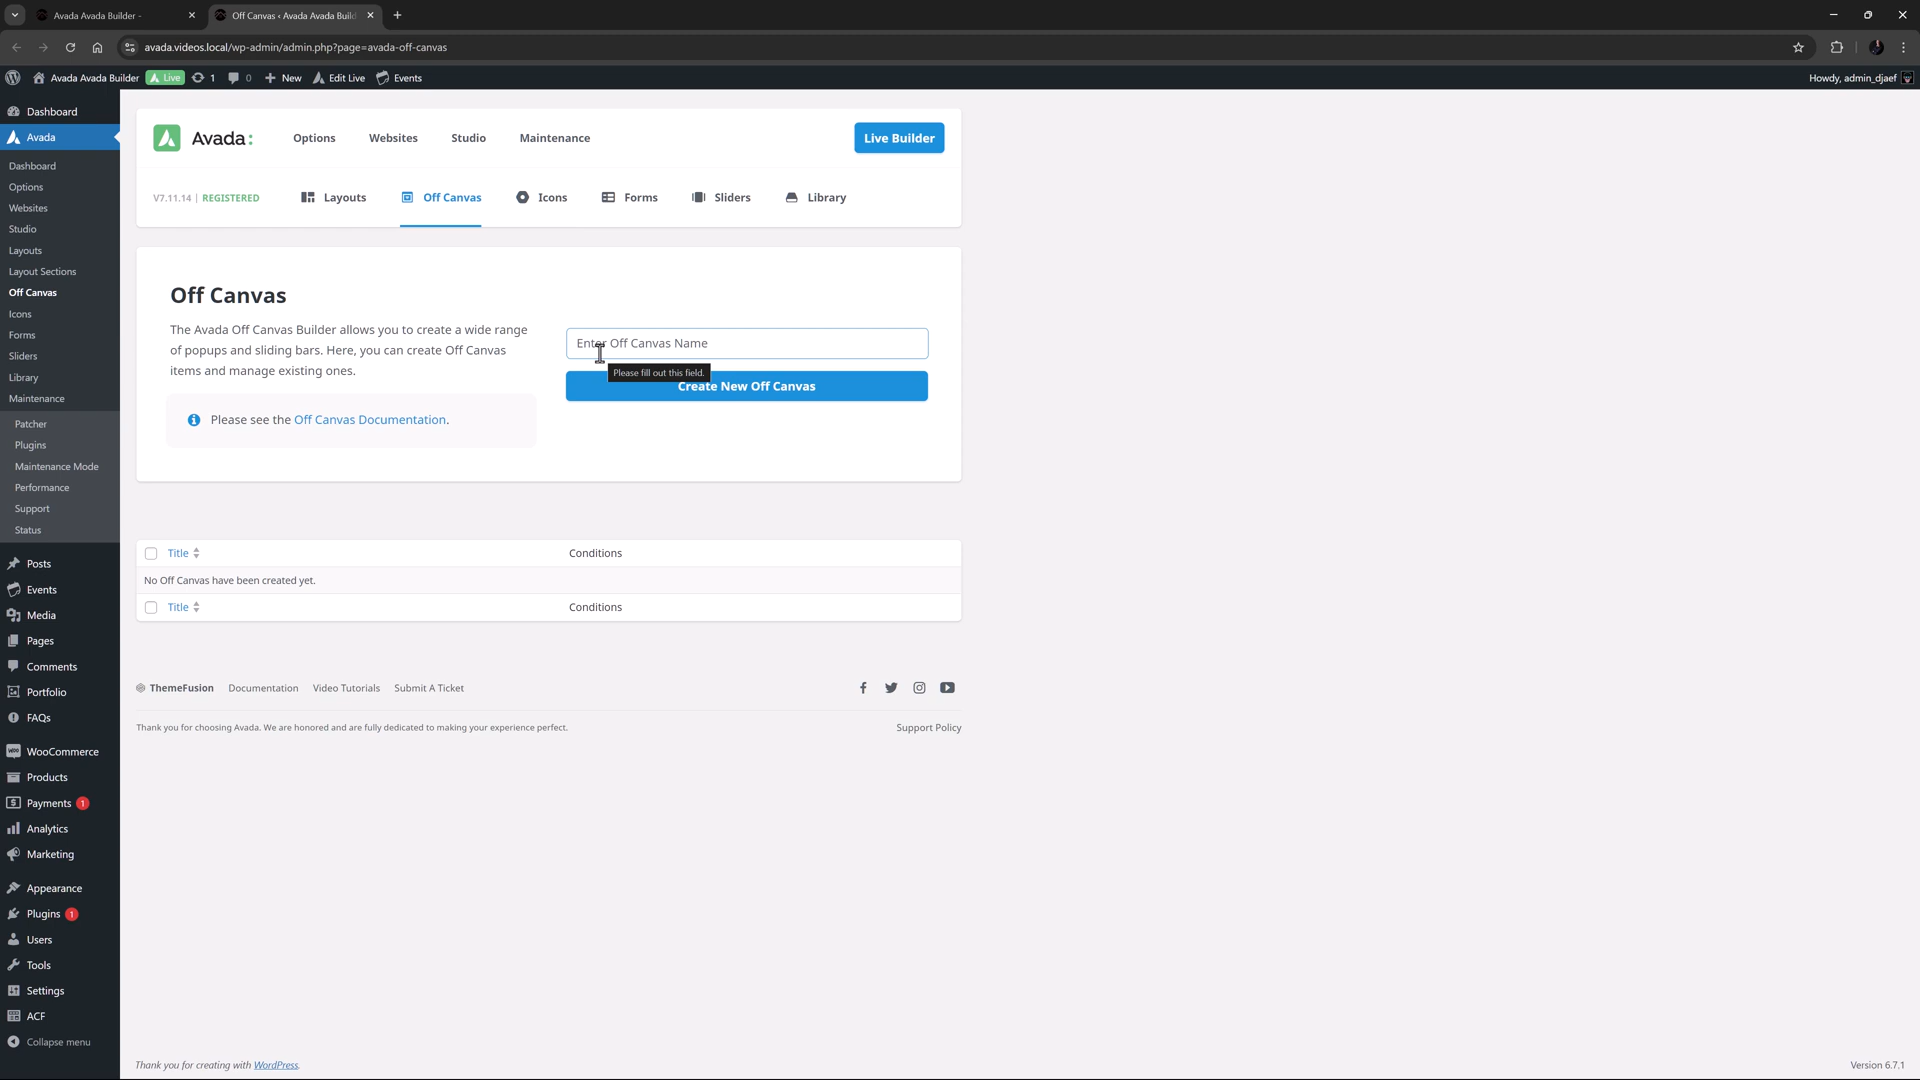 Avada Avada Builder -
Off Canvas ‹ Avada Avada Build
avada.videos.local/wp-admin/admin.php?page=avada-off-canvas
Avada Avada Builder Live 1 0 New Edit Live Events Howdy, admin_djaef
Dashboard
Avada
Dashboard
Options
Websites
Studio
Layouts
Layout Sections
Off Canvas
Icons
Forms
Sliders
Library
Maintenance
Patcher
Plugins
Maintenance Mode
Performance
Support
Status
Posts
Events
Media
Pages
Comments
Portfolio
FAQs
WooCommerce
Products
Payments 1
Analytics
Marketing
Appearance
Plugins 1
Users
Tools
Settings
ACF
Collapse menu
Avada: Options Websites Studio Maintenance Live Builder
V7.11.14 | REGISTERED Layouts Off Canvas Icons Forms Sliders Library
Off Canvas
The Avada Off Canvas Builder allows you to create a wide range
of popups and sliding bars. Here, you can create Off Canvas
items and manage existing ones.
Please see the Off Canvas Documentation.
Enter Off Canvas Name
Please fill out this field.
Create New Off Canvas
Title Conditions
No Off Canvas have been created yet.
Title Conditions
ThemeFusion Documentation Video Tutorials Submit A Ticket
Thank you for choosing Avada. We are honored and are fully dedicated to making your experience perfect. Support Policy
Thank you for creating with WordPress. Version 6.7.1